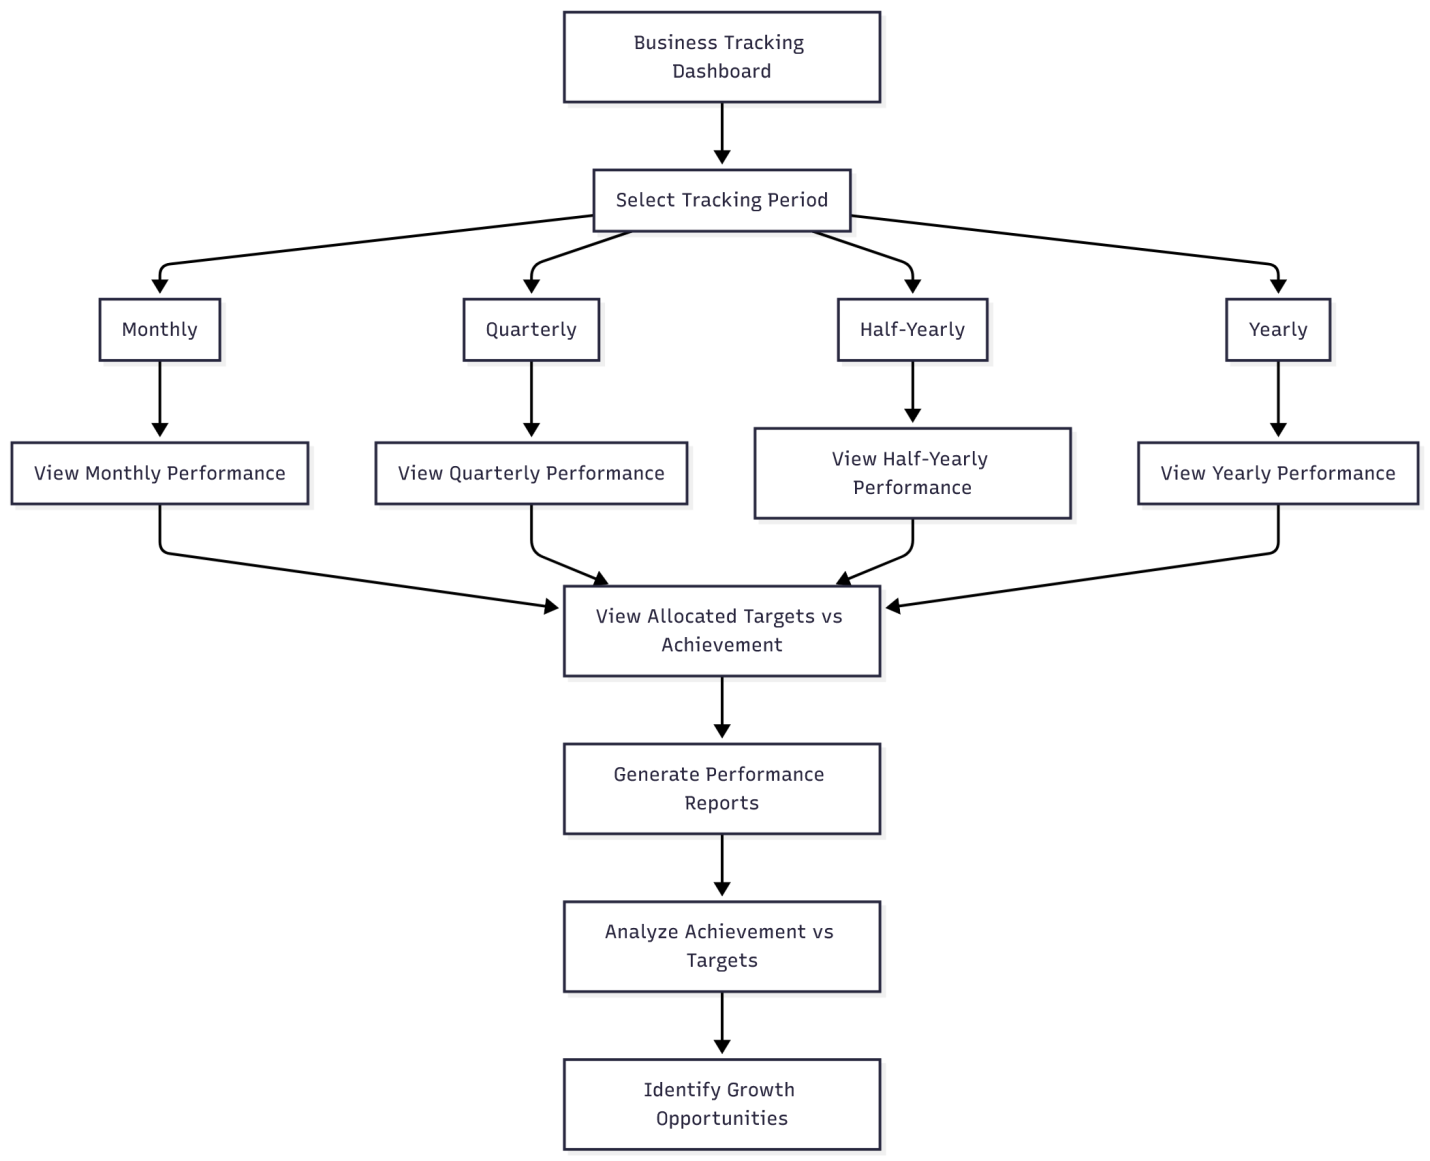 Business Tracking
Dashboard
Select Tracking Period
Monthly
Quarterly
Half-Yearly
Yearly
View Monthly Performance
View Quarterly Performance
View Half-Yearly
Performance
View Yearly Performance
View Allocated Targets vs
Achievement
Generate Performance
Reports
Analyze Achievement vs
Targets
Identify Growth
Opportunities